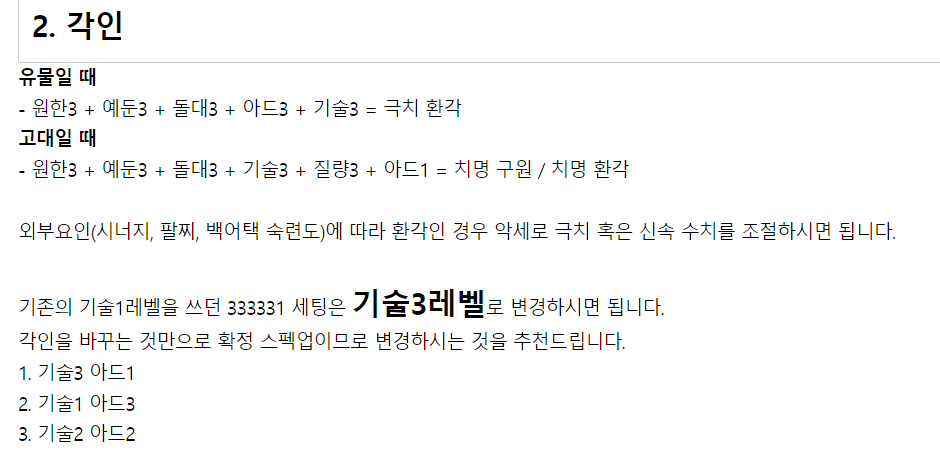 2. 각인
유물일 때
- 원한3 + 예둔3 + 돌대3 + 아드3 + 기술3 = 극치 환각
고대일 때
- 원한3 + 예둔3 + 돌대3 + 기술3 + 질량3 + 아드1 = 치명 구원 / 치명 환각
외부요인(시너지, 팔찌, 백어택 숙련도)에 따라 환각인 경우 악세로 극치 혹은 신속 수치를 조절하시면 됩니다.
기존의 기술1레벨을 쓰던 333331 세팅은 기술3레벨로 변경하시면 됩니다.
각인을 바꾸는 것만으로 확정 스펙업이므로 변경하시는 것을 추천드립니다.
1. 기술3 아드1
2. 기술1 아드3
3. 기술2 아드2